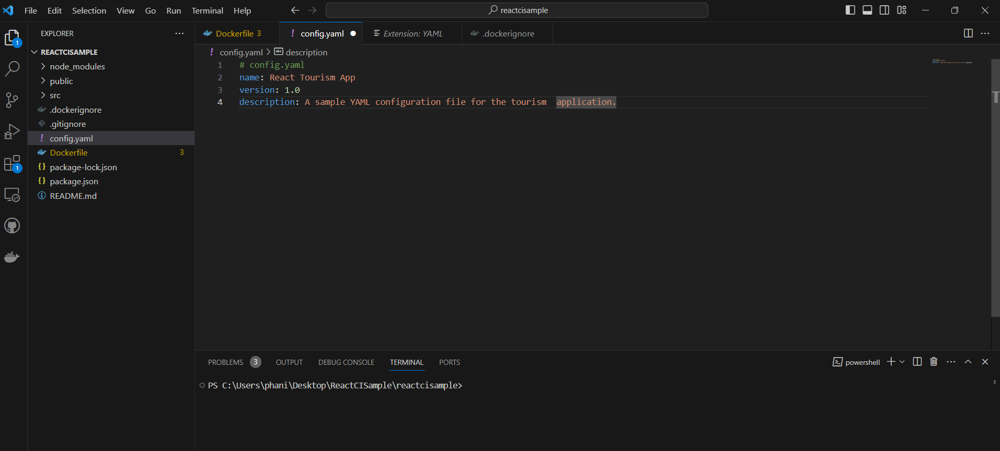 File Edit Selection View Go Run Terminal Help
reactcisample
1
EXPLORER
Dockerfile 3
config.yaml
Extension: YAML
.dockerignore
REACTCISAMPLE
node_modules
public
src
.dockerignore
.gitignore
config.yaml
Dockerfile 3
1
package-lock.json
package.json
README.md
config.yaml > description
1 # config.yaml
2 name: React Tourism App
3 version: 1.0
4 description: A sample YAML configuration file for the tourism  application.
PROBLEMS 3 OUTPUT DEBUG CONSOLE TERMINAL PORTS
powershell
PS C:\Users\phani\Desktop\ReactCISample\reactcisample>